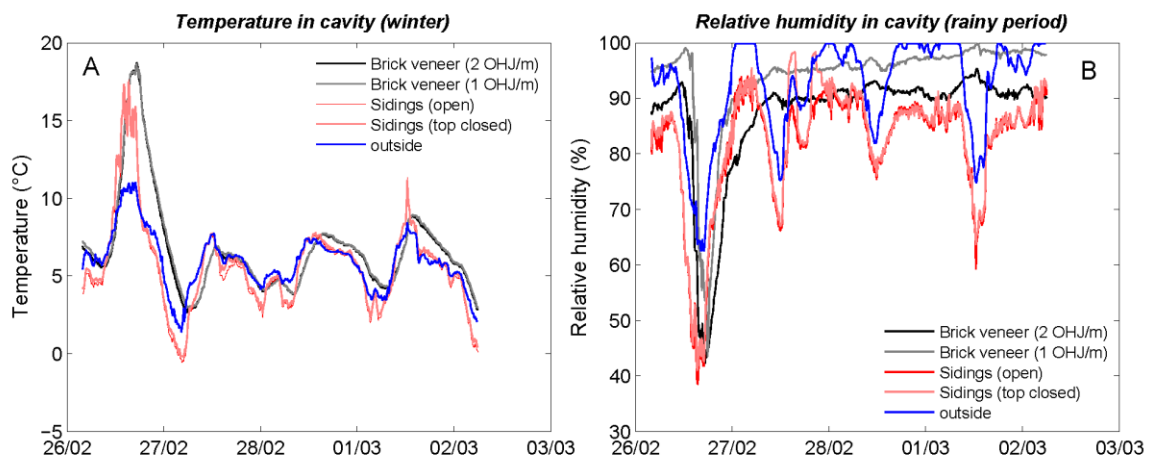 Temperature in cavity (winter)
20
15
10
5
0
−5
Temperature (°C)
A
Brick veneer (2 OHJ/m)
Brick veneer (1 OHJ/m)
Sidings (open)
Sidings (top closed)
outside
26/02 27/02 28/02 01/03 02/03 03/03
Relative humidity in cavity (rainy period)
100
90
80
70
60
50
40
30
Relative humidity (%)
B
Brick veneer (2 OHJ/m)
Brick veneer (1 OHJ/m)
Sidings (open)
Sidings (top closed)
outside
26/02 27/02 28/02 01/03 02/03 03/03